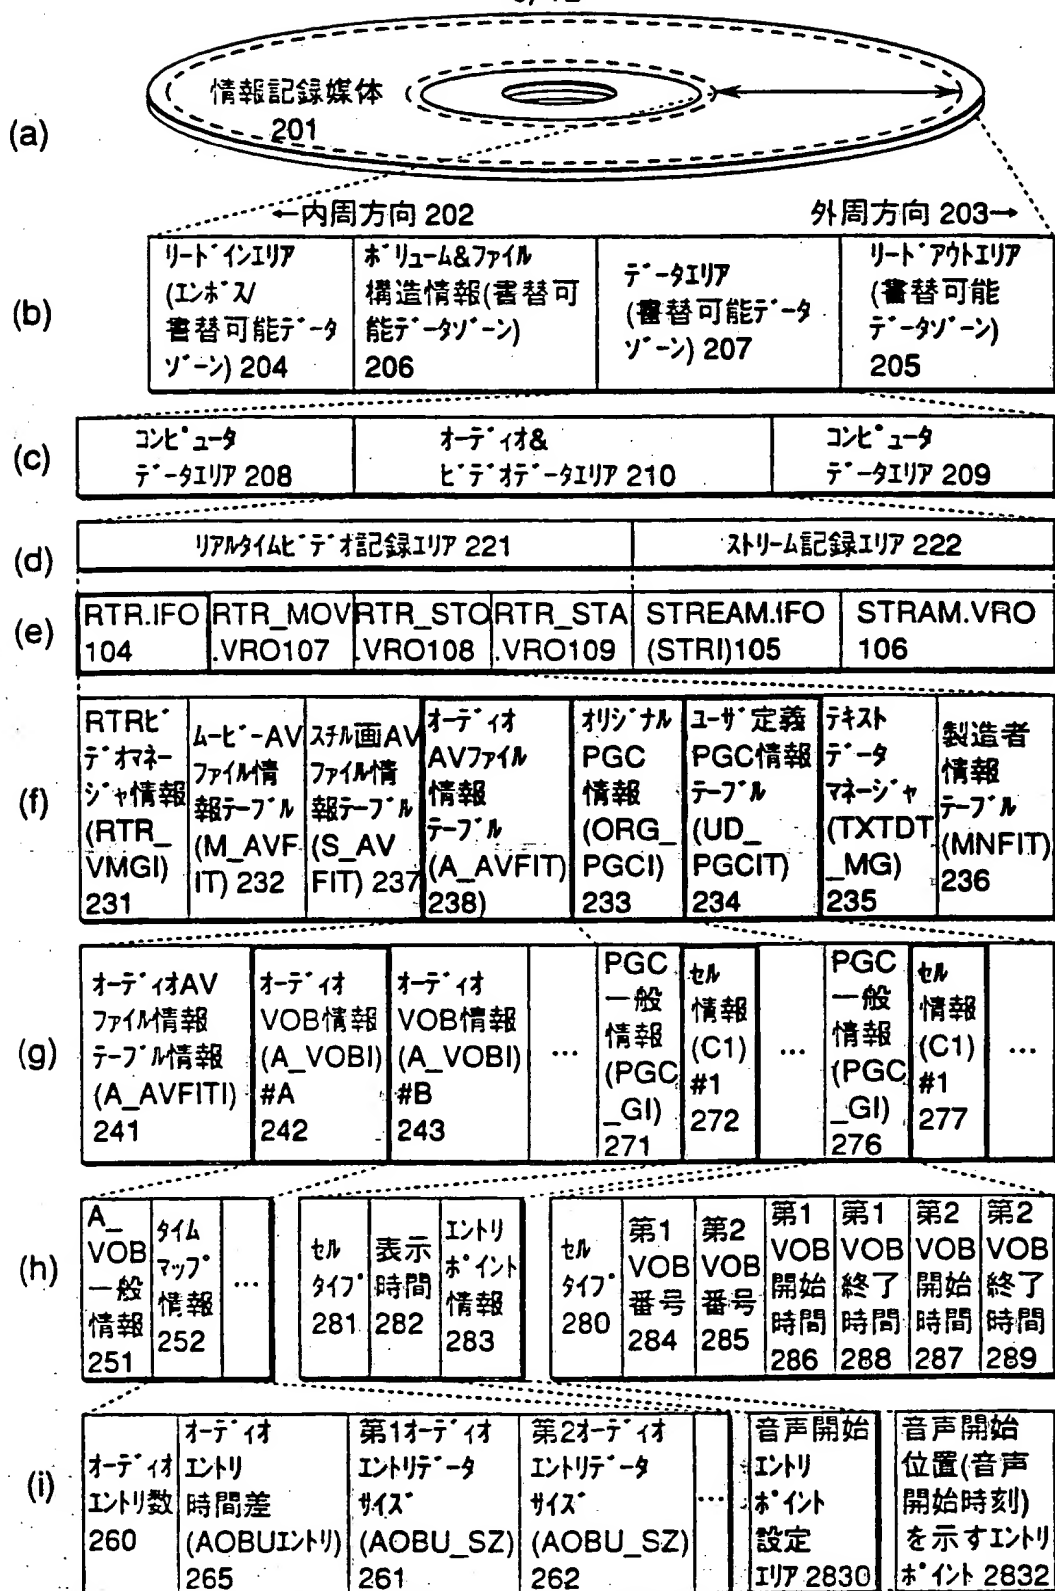 (a)
情報記録媒体
201
←内周方向 202
外周方向 203→
(b)
リードインエリア
(エンボス/
書替可能データ
ゾーン) 204
ボリューム&ファイル
構造情報(書替可
能データゾーン)
206
データエリア
(書替可能データ
ゾーン) 207
リードアウトエリア
(書替可能
データゾーン)
205
(c)
コンピュータ
データエリア 208
オーディオ&
ビデオデータエリア 210
コンピュータ
データエリア 209
(d)
リアルタイムビデオ記録エリア 221
ストリーム記録エリア 222
(e)
RTR.IFO
104
RTR_MOV
.VRO107
RTR_STO
.VRO108
RTR_STA
.VRO109
STREAM.IFO
(STRI)105
STRAM.VRO
106
(f)
RTRビ
デオマネー
ジャ情報
(RTR_
VMGI)
231
ムービーAV
ファイル情
報テーブル
(M_AVF
IT) 232
スチル画AV
ファイル情
報テーブル
(S_AV
FIT) 237
オーディオ
AVファイル
情報
テーブル
(A_AVFIT)
238)
オリジナル
PGC
情報
(ORG_
PGCI)
233
ユーザ定義
PGC情報
テーブル
(UD_
PGCIT)
234
テキスト
データ
マネージャ
(TXTDT
_MG)
235
製造者
情報
テーブル
(MNFIT)
236
(g)
オーディオAV
ファイル情報
テーブル情報
(A_AVFITI)
241
オーディオ
VOB情報
(A_VOBI)
#A
242
オーディオ
VOB情報
(A_VOBI)
#B
243
…
PGC
一般
情報
(PGC
_GI)
271
セル
情報
(C1)
#1
272
…
PGC
一般
情報
(PGC
_GI)
276
セル
情報
(C1)
#1
277
…
(h)
A_
VOB
一般
情報
251
タイム
マップ
情報
252
…
セル
タイプ
281
表示
時間
282
エントリ
ポイント
情報
283
セル
タイプ
280
第1
VOB
番号
284
第2
VOB
番号
285
第1
VOB
開始
時間
286
第1
VOB
終了
時間
288
第2
VOB
開始
時間
287
第2
VOB
終了
時間
289
(i)
オーディオ
エントリ数
260
オーディオ
エントリ
時間差
(AOBUエントリ)
265
第1オーディオ
エントリデータ
サイズ
(AOBU_SZ)
261
第2オーディオ
エントリデータ
サイズ
(AOBU_SZ)
262
…
音声開始
エントリ
ポイント
設定
エリア 2830
音声開始
位置(音声
開始時刻)
を示すエントリ
ポイント 2832